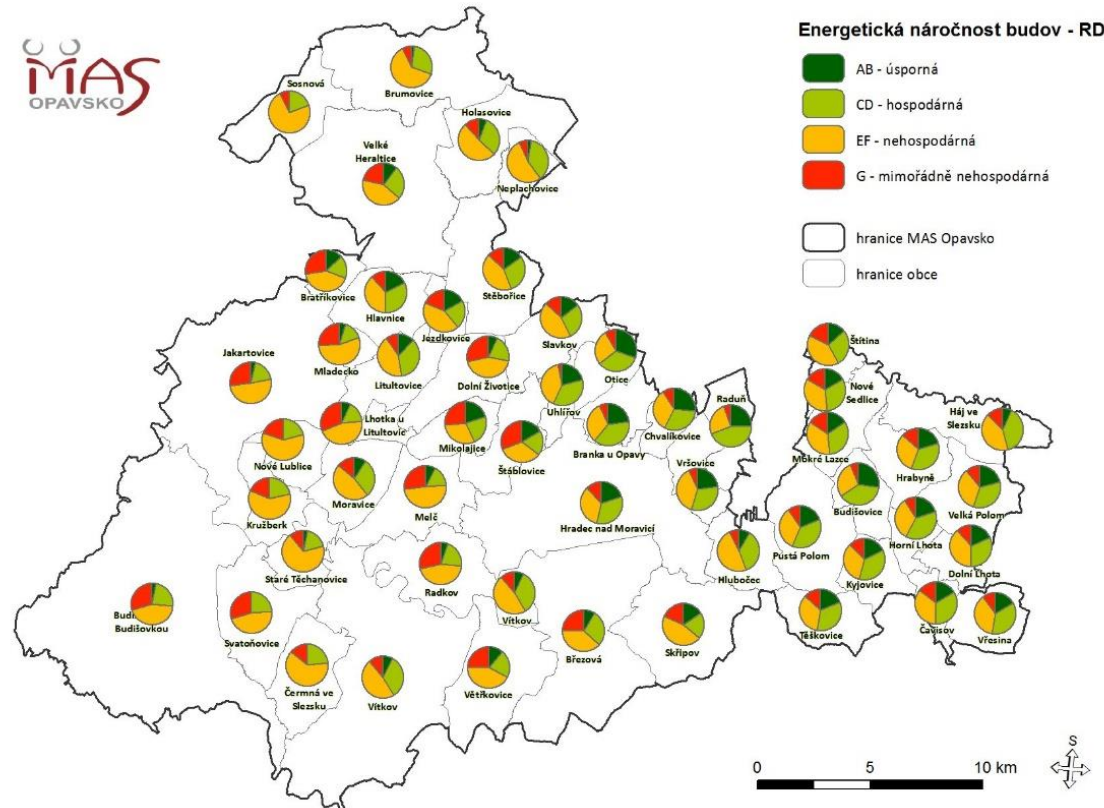 MAS
OPAVSKO
Energetická náročnost budov - RD
AB - úsporná
CD - hospodárná
EF - nehospodárná
G - mimořádně nehospodárná
hranice MAS Opavsko
hranice obce
Sosnová
Brumovice
Holasovice
Velké
Heraltice
Neplachovice
Bratříkovice
Hlavnice
Stěbořice
Jezdkovice
Slavkov
Štítina
Mladecko
Jakartovice
Litultovice
Dolní Životice
Otice
Uhlířov
Nové
Sedlice
Raduň
Háj ve
Slezsku
Lhotka u
Litultovic
Chvalíkovice
Mikolajice
Branka u Opavy
Štáblovice
Mokré Lazce
Nové Lublice
Vršovice
Hrabyně
Moravice
Melč
Budišovice
Velká Polom
Kružberk
Hradec nad Moravicí
Horní Lhota
Pustá Polom
Staré Těchanovice
Hlubočec
Kyjovice
Dolní Lhota
Radkov
Budišovkou
Svatoňovice
Vítkov
Těškovice
Čavisov
Vřesina
Skřipov
Březová
Čermná ve
Slezsku
Vítkov
Větřkovice
0 5 10 km
S